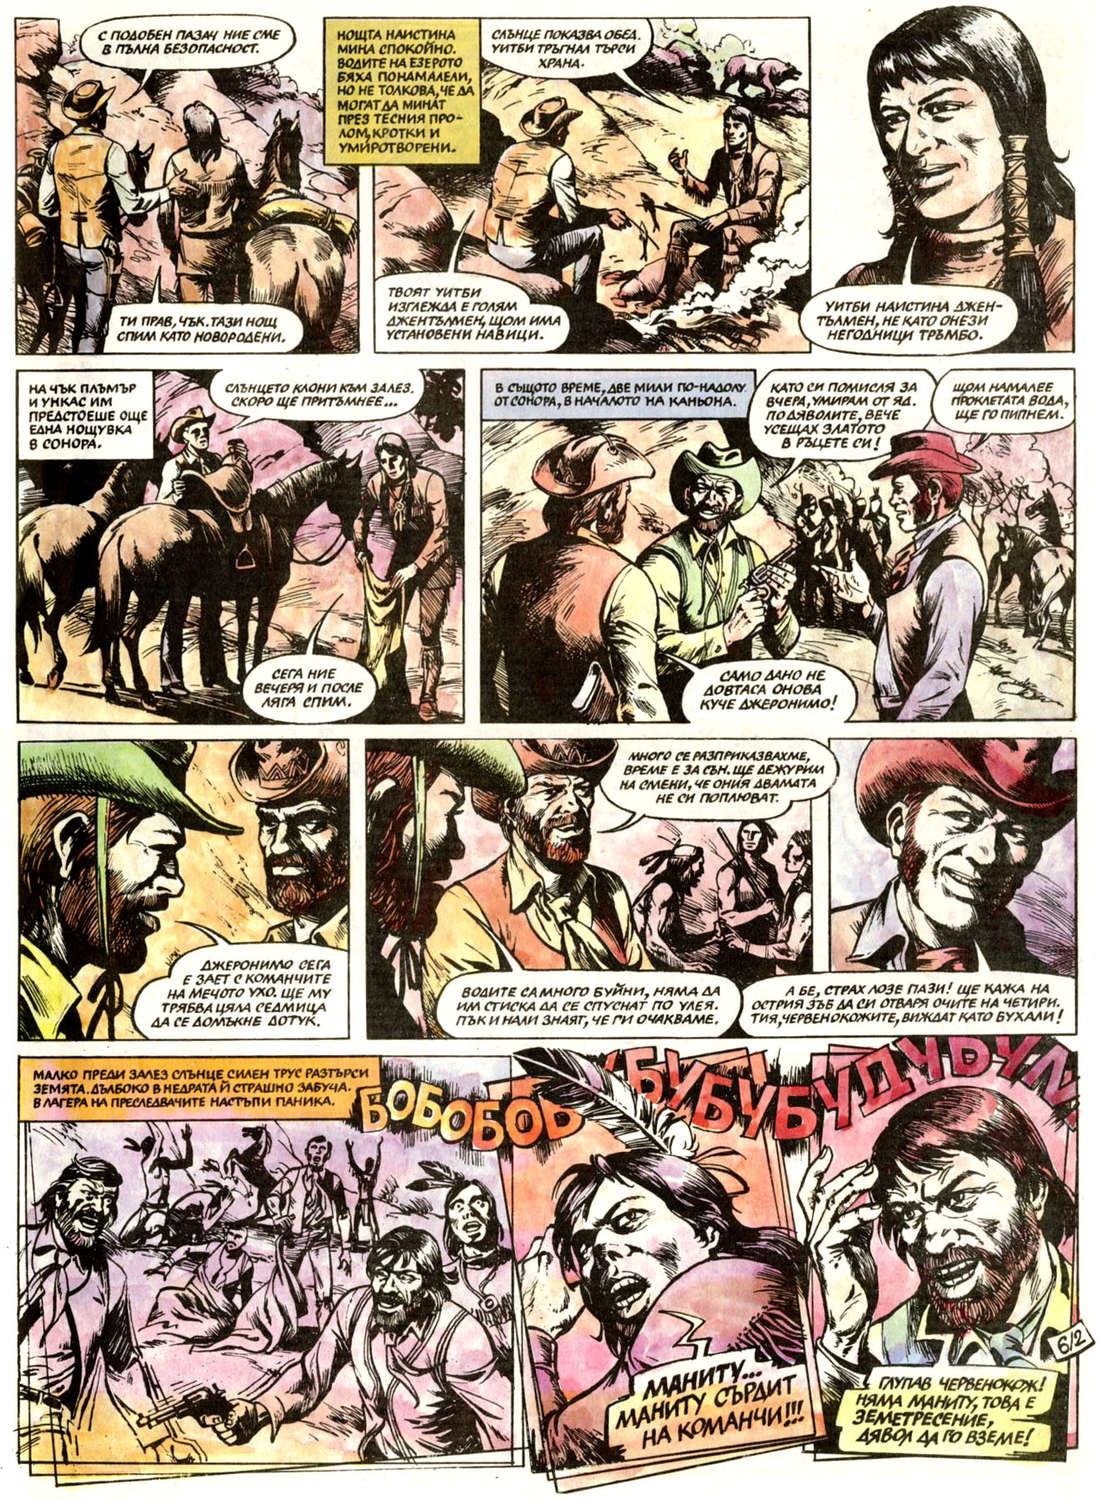 С ПОДОБЕН ПАЗАЧ НИЕ СМЕ
В ПЪЛНА БЕЗОПАСНОСТ.
ТИ ПРАВ, ЧЪК. ТАЗИ НОЩ
СПИМ КАТО НОВОРОДЕНИ.
НОЩТА НАИСТИНА
МИНА СПОКОЙНО.
ВОДИТЕ НА ЕЗЕРОТО
БЯХА ПОНАМАЛЕЛИ,
НО НЕ ТОЛКОВА, ЧЕ ДА
МОГАТ ДА МИНАТ
ПРЕЗ ТЕСНИЯ ПРО-
ЛОМ, КРОТКИ И
УМИРОТВОРЕНИ.
СЛЪНЦЕ ПОКАЗВА ОБЕД.
УИТБИ ТРЪГНАЛ ТЪРСИ
ХРАНА.
ТВОЯТ УИТБИ
ИЗГЛЕЖДА Е ГОЛЯМ
ДЖЕНТЪЛМЕН, ЩОМ ИМА
УСТАНОВЕНИ НАВИЦИ.
УИТБИ НАИСТИНА ДЖЕН-
ТЪЛМЕН, НЕ КАТО ОНЕЗИ
НЕГОДНИЦИ ТРЪМБО.
НА ЧЪК ПЛЪМЪР
И УНКАС ИМ
ПРЕДСТОЕШЕ ОЩЕ
ЕДНА НОЩУВКА
В СОНОРА.
СЛЪНЦЕТО КЛОНИ КЪМ ЗАЛЕЗ.
СКОРО ЩЕ ПРИТЪМНЕЕ...
СЕГА НИЕ
ВЕЧЕРЯ И ПОСЛЕ
ЛЯГА СПИМ.
В СЪЩОТО ВРЕМЕ, ДВЕ МИЛИ ПО-НАДОЛУ
ОТ СОНОРА, В НАЧАЛОТО НА КАНЬОНА.
КАТО СИ ПОМИСЛЯ ЗА
ВЧЕРА, УМИРАМ ОТ ЯД.
ПО ДЯВОЛИТЕ, ВЕЧЕ
УСЕЩАХ ЗЛАТОТО
В РЪЦЕТЕ СИ!
ЩОМ НАМАЛЕЕ
ПРОКЛЕТАТА ВОДА,
ЩЕ ГО ПИПНЕМ.
САМО ДАНО НЕ
ДОВТАСА ОНОВА
КУЧЕ ДЖЕРОНИМО!
ДЖЕРОНИМО СЕГА
Е ЗАЕТ С КОМАНЧИТЕ
НА МЕЧОТО УХО. ЩЕ МУ
ТРЯБВА ЦЯЛА СЕДМИЦА
ДА СЕ ДОМЪКНЕ ДОТУК.
МНОГО СЕ РАЗПРИКАЗВАХМЕ,
ВРЕМЕ Е ЗА СЪН. ЩЕ ДЕЖУРИМ
НА СМЕНИ, ЧЕ ОНИЯ ДВАМАТА
НЕ СИ ПОПЛЮВАТ.
ВОДИТЕ СА МНОГО БУЙНИ, НЯМА ДА
ИМ СТИСКА ДА СЕ СПУСНАТ ПО УЛЕЯ.
ПЪК И НАЛИ ЗНАЯТ, ЧЕ ГИ ОЧАКВАМЕ.
А БЕ, СТРАХ ЛОЗЕ ПАЗИ! ЩЕ КАЖА НА
ОСТРИЯ ЗЪБ ДА СИ ОТВАРЯ ОЧИТЕ НА ЧЕТИРИ.
ТИЯ, ЧЕРВЕНОКОЖИТЕ, ВИЖДАТ КАТО БУХАЛИ!
МАЛКО ПРЕДИ ЗАЛЕЗ СЛЪНЦЕ СИЛЕН ТРУС РАЗТЪРСИ
ЗЕМЯТА. ДЪЛБОКО В НЕДРАТА Й СТРАШНО ЗАБУЧА.
В ЛАГЕРА НА ПРЕСЛЕДВАЧИТЕ НАСТЪПИ ПАНИКА.
МАНИТУ...
МАНИТУ СЪРДИТ
НА КОМАНЧИ!!!
ГЛУПАВ ЧЕРВЕНОКОЖ!
НЯМА МАНИТУ, ТОВА Е
ЗЕМЕТРЕСЕНИЕ,
ДЯВОЛ ДА ГО ВЗЕМЕ!
6/2